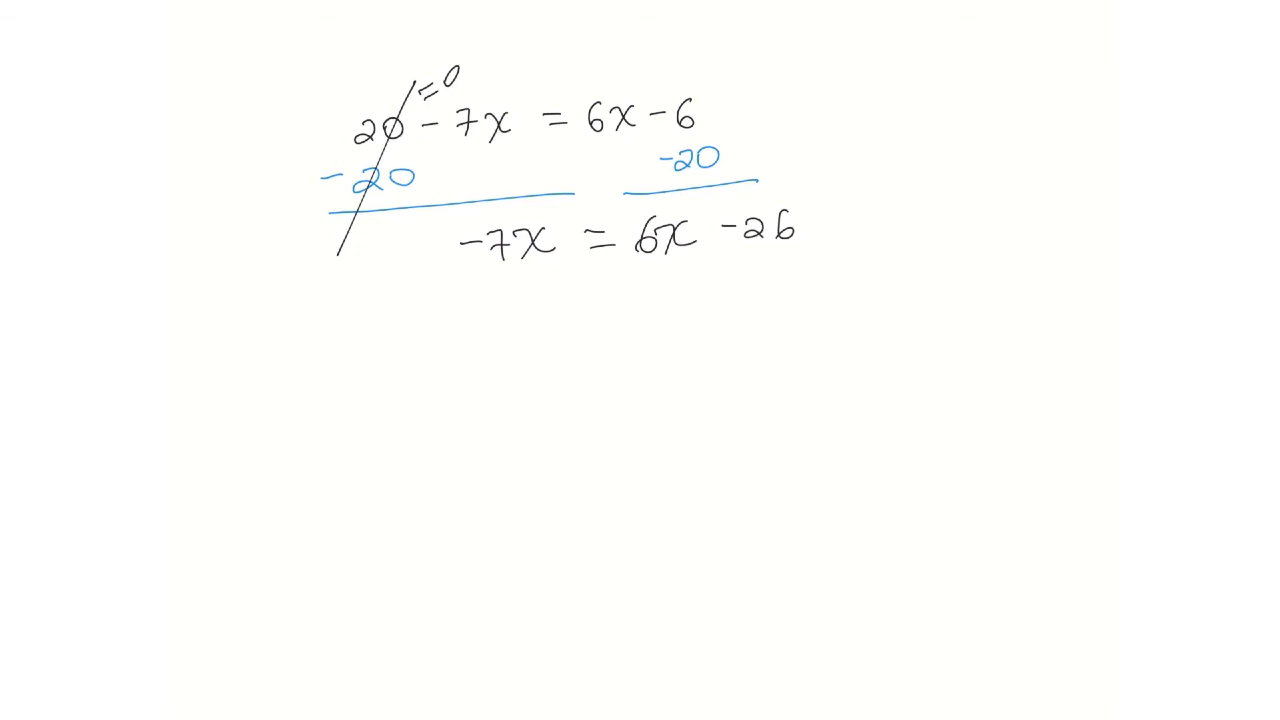 =0
20 - 7x = 6x - 6
-20 -20
-7x = 6x -26